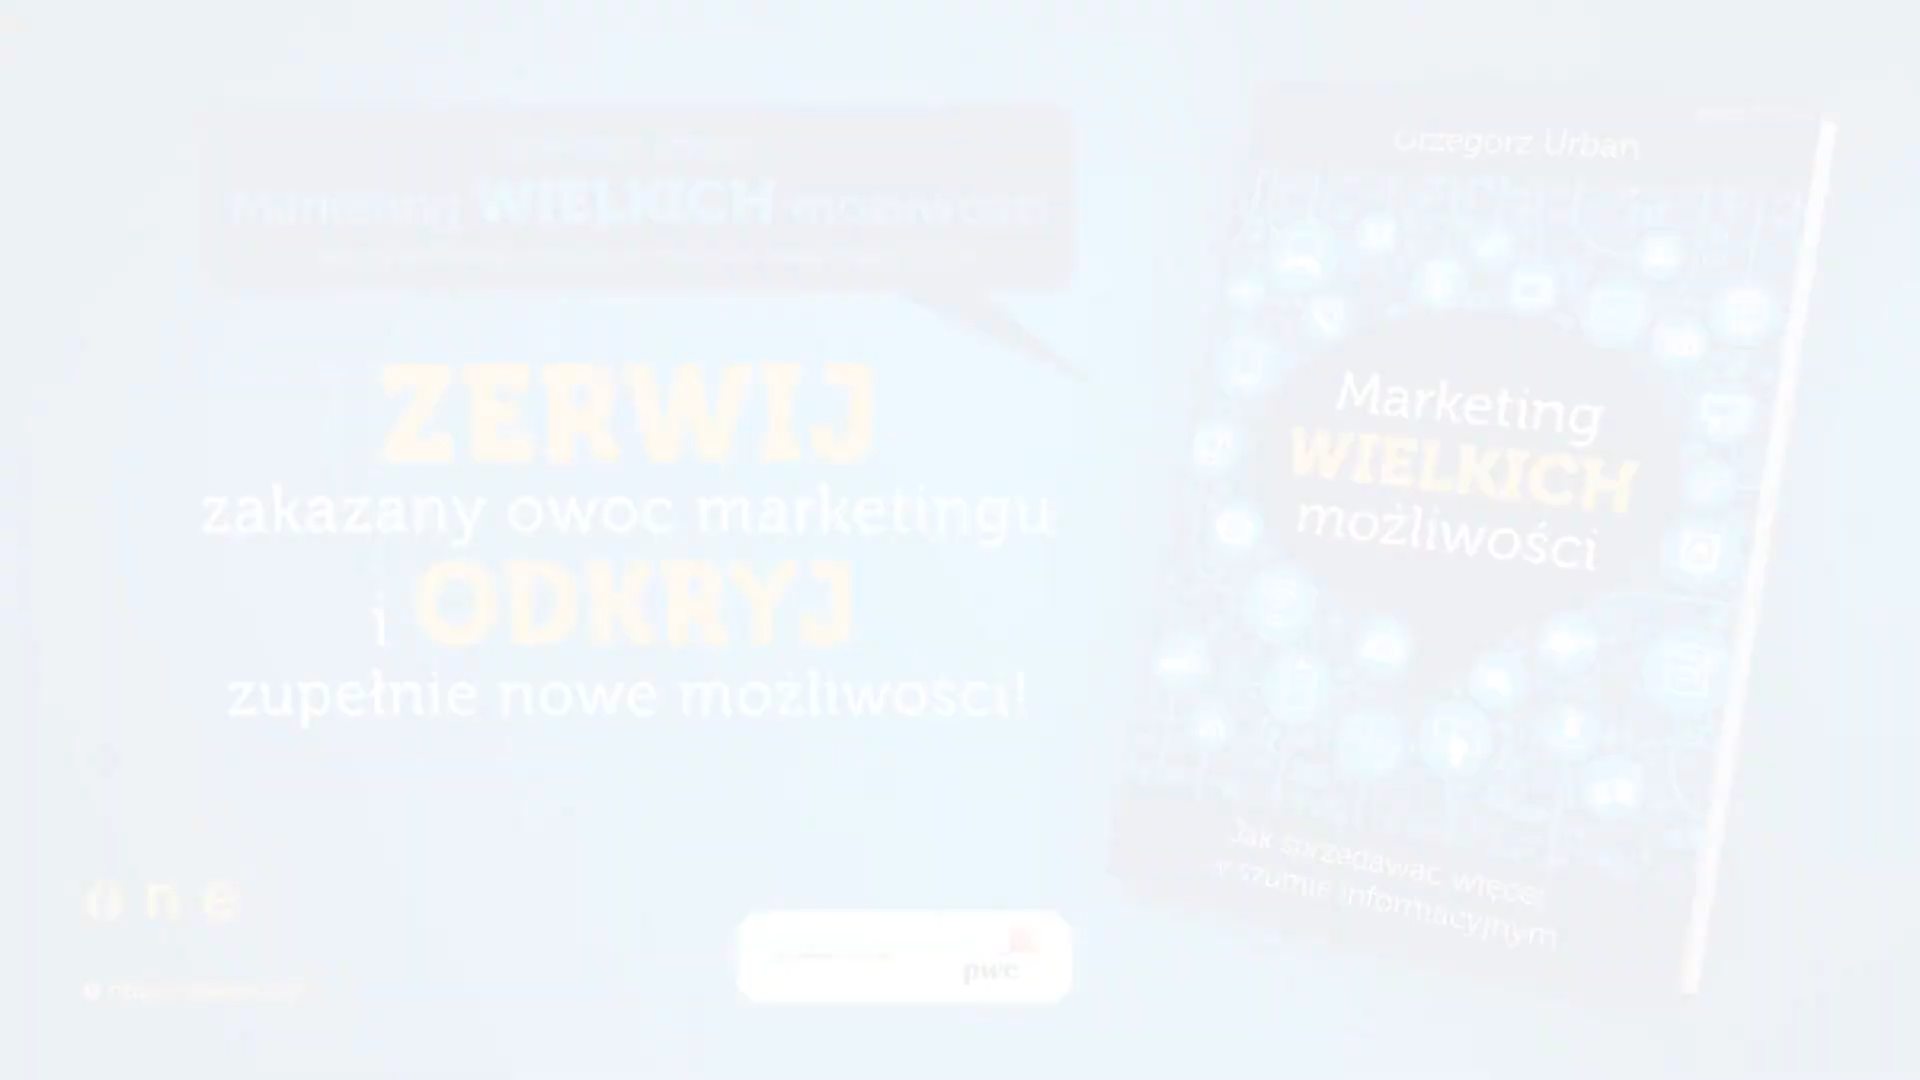 Marketing WIELKICH możliwości
ZERWIJ
zakazany owoc marketingu
i ODKRYJ
zupełnie nowe możliwości!
one
pwc
Grzegorz Urban
Marketing
WIELKICH
możliwości
Jak sprzedawać więcej
w szumie informacyjnym